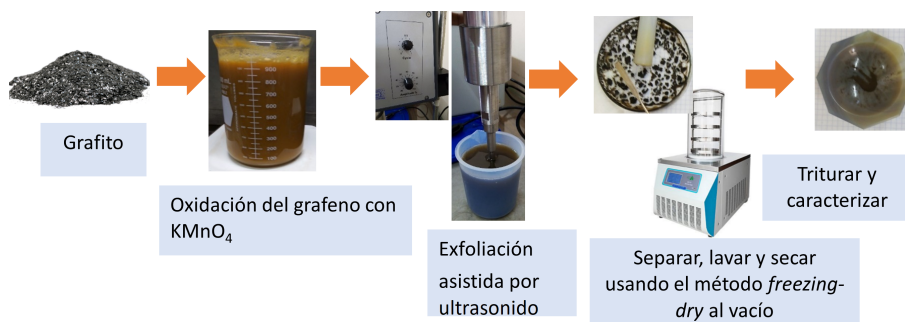 Grafito
Oxidación del grafeno con
KMnO₄
Exfoliación
asistida por
ultrasonido
Separar, lavar y secar
usando el método freezing-
dry al vacío
Triturar y
caracterizar